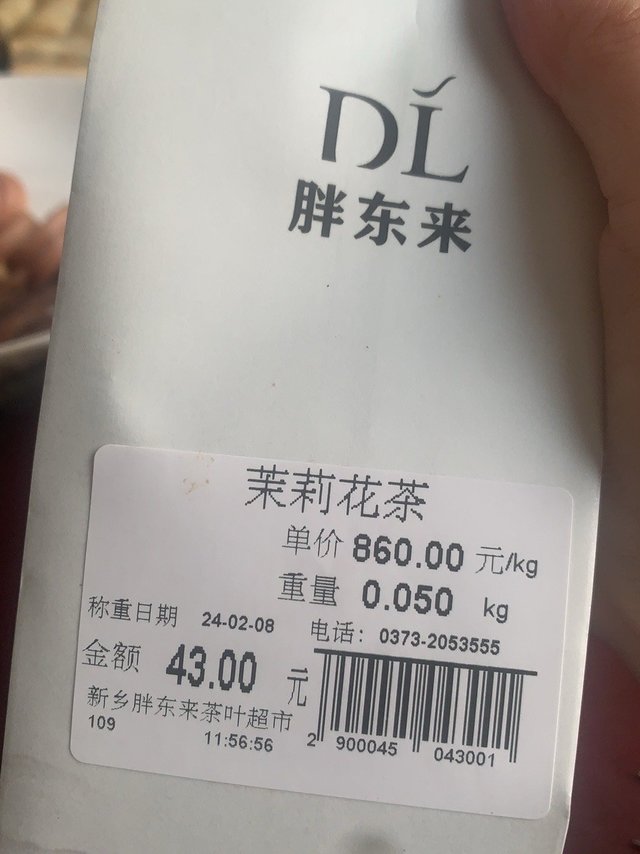 DL
胖东来
茉莉花茶
单价 860.00 元/kg
重量 0.050 kg
称重日期 24-02-08 电话: 0373-2053555
金额 43.00 元
新乡胖东来茶叶超市
109 11:56:56
2 900045 043001